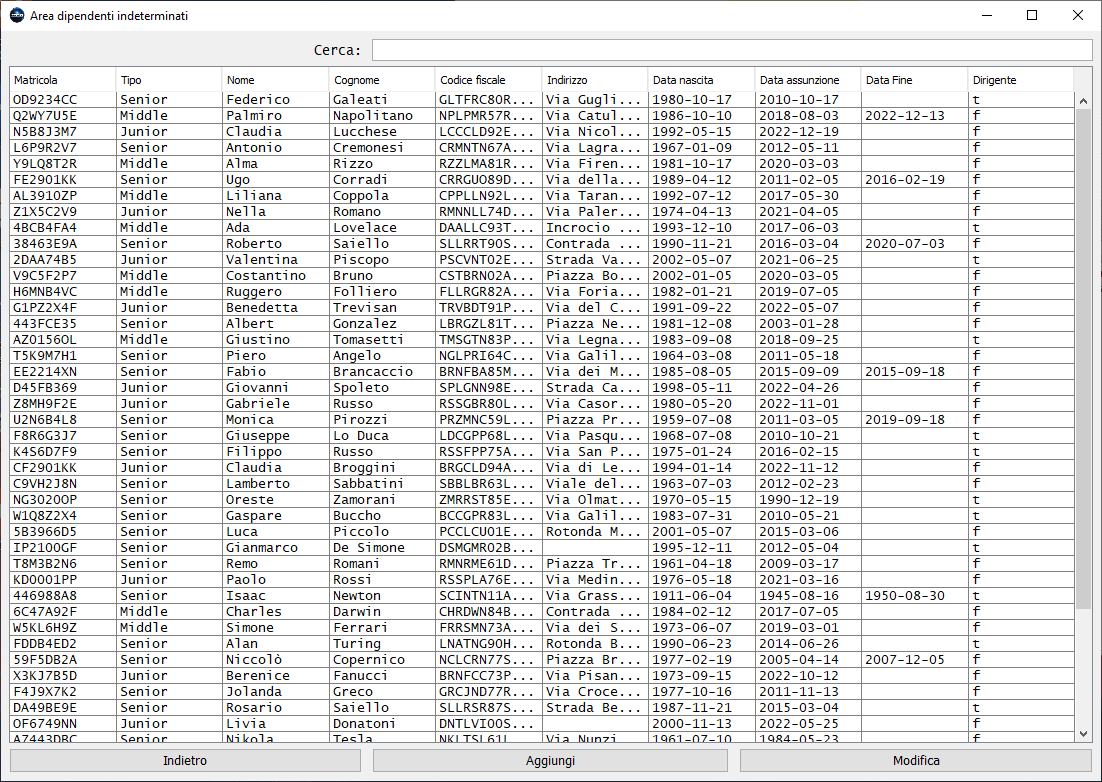 Area dipendenti indeterminati
Cerca:
Matricola Tipo Nome Cognome Codice fiscale Indirizzo Data nascita Data assunzione Data Fine Dirigente
OD9234CC Senior Federico Galeati GLTFRC80R... Via Gugli... 1980-10-17 2010-10-17 t
Q2WY7U5E Middle Palmiro Napolitano NPLPMR57R... Via Catul... 1986-10-10 2018-08-03 2022-12-13 f
N5B8J3M7 Junior Claudia Lucchese LCCCLD92E... Via Nicol... 1992-05-15 2022-12-19 f
L6P9R2V7 Senior Antonio Cremonesi CRMNTN67A... Via Lagra... 1967-01-09 2012-05-11 f
Y9LQ8T2R Middle Alma Rizzo RZZLMA81R... Via Firen... 1981-10-17 2020-03-03 f
FE2901KK Senior Ugo Corradi CRRGUO89D... Via della... 1989-04-12 2011-02-05 2016-02-19 f
AL3910ZP Middle Liliana Coppola CPPLLN92L... Via Taran... 1992-07-12 2017-05-30 f
Z1X5C2V9 Junior Nella Romano RMNNLL74D... Via Paler... 1974-04-13 2021-04-05 f
4BCB4FA4 Middle Ada Lovelace DAALLC93T... Incrocio ... 1993-12-10 2017-06-03 t
38463E9A Senior Roberto Saiello SLLRRT90S... Contrada ... 1990-11-21 2016-03-04 2020-07-03 f
2DAA74B5 Junior Valentina Piscopo PSCVNT02E... Strada Va... 2002-05-07 2021-06-25 t
V9C5F2P7 Middle Costantino Bruno CSTBRN02A... Piazza Bo... 2002-01-05 2020-03-05 f
H6MNB4VC Middle Ruggero Folliero FLLRGR82A... Via Foria... 1982-01-21 2019-07-05 f
G1PZ2X4F Junior Benedetta Trevisan TRVBDT91P... Via del C... 1991-09-22 2022-05-07 f
443FCE35 Senior Albert Gonzalez LBRGZL81T... Piazza Ne... 1981-12-08 2003-01-28 f
AZ0156OL Middle Giustino Tomasetti TMSGTN83P... Via Legna... 1983-09-08 2018-09-25 t
T5K9M7H1 Senior Piero Angelo NGLPRI64C... Via Galil... 1964-03-08 2011-05-18 f
EE2214XN Senior Fabio Brancaccio BRNFBA85M... Via dei M... 1985-08-05 2015-09-09 2015-09-18 f
D45FB369 Junior Giovanni Spoleto SPLGNN98E... Strada Ca... 1998-05-11 2022-04-26 f
Z8MH9F2E Junior Gabriele Russo RSSGBR80L... Via Casor... 1980-05-20 2022-11-01 f
U2N6B4L8 Senior Monica Pirozzi PRZMNC59L... Piazza Pr... 1959-07-08 2011-03-05 2019-09-18 f
F8R6G3J7 Senior Giuseppe Lo Duca LDCGPP68L... Via Pasqu... 1968-07-08 2010-10-21 t
K4S6D7F9 Senior Filippo Russo RSSFPP75A... Via San P... 1975-01-24 2016-02-15 t
CF2901KK Junior Claudia Broggini BRGCLD94A... Via di Le... 1994-01-14 2022-11-12 f
C9VH2J8N Senior Lamberto Sabbatini SBBLBR63L... Viale del... 1963-07-03 2012-02-23 f
NG3020OP Senior Oreste Zamorani ZMRRST85E... Via Olmat... 1970-05-15 1990-12-19 t
W1Q8Z2X4 Senior Gaspare Buccho BCCGPR83L... Via Galil... 1983-07-31 2010-05-21 t
5B3966D5 Senior Luca Piccolo PCCLCU01E... Rotonda M... 2001-05-07 2015-03-06 f
IP2100GF Senior Gianmarco De Simone DSMGMR02B... 1995-12-11 2012-05-04 t
T8M3B2N6 Senior Remo Romani RMNRME61D... Piazza Tr... 1961-04-18 2009-03-17 f
KD0001PP Junior Paolo Rossi RSSPLA76E... Via Medin... 1976-05-18 2021-03-16 f
446988A8 Senior Isaac Newton SCINTN11A... Via Grass... 1911-06-04 1945-08-16 1950-08-30 t
6C47A92F Middle Charles Darwin CHRDWN84B... Contrada ... 1984-02-12 2017-07-05 f
W5KL6H9Z Middle Simone Ferrari FRRSMN73A... Via dei S... 1973-06-07 2019-03-01 f
FDDB4ED2 Senior Alan Turing LNATNG90H... Rotonda B... 1990-06-23 2014-06-26 t
59F5DB2A Senior Niccolò Copernico NCLCRN77S... Piazza Br... 1977-02-19 2005-04-14 2007-12-05 f
X3KJ7B5D Junior Berenice Fanucci BRNFCC73P... Via Pisan... 1973-09-15 2022-10-12 f
F4J9X7K2 Senior Jolanda Greco GRCJND77R... Via Croce... 1977-10-16 2011-11-13 f
DA49BE9E Senior Rosario Saiello SLLRSR87S... Strada Be... 1987-11-21 2015-03-04 t
OF6749NN Junior Livia Donatoni DNTLVI00S... 2000-11-13 2022-05-25 f
AZ443DBC Senior Nikola Tesla NKLTSL61L... Via Nunzi... 1961-07-10 1984-05-23 f
Indietro Aggiungi Modifica